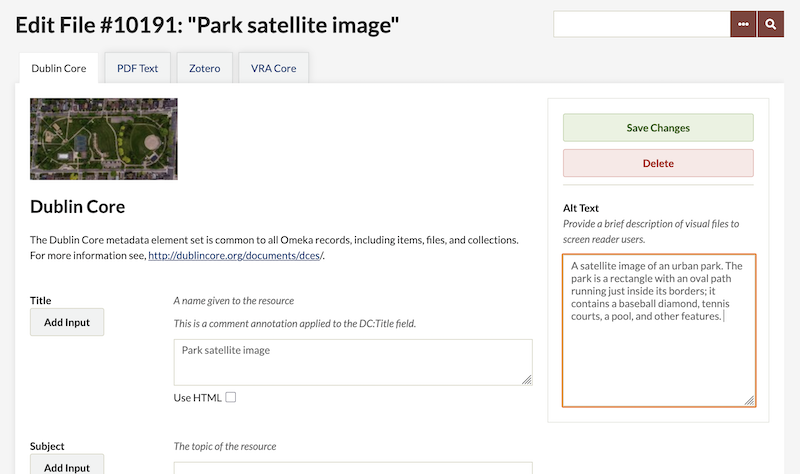 Edit File #10191: "Park satellite image"
Dublin Core
PDF Text
Zotero
VRA Core
Save Changes
Delete
Alt Text
Provide a brief description of visual files to
screen reader users.
A satellite image of an urban park. The
park is a rectangle with an oval path
running just inside its borders; it
contains a baseball diamond, tennis
courts, a pool, and other features.
Dublin Core
The Dublin Core metadata element set is common to all Omeka records, including items, files, and collections.
For more information see, http://dublincore.org/documents/dces/.
Title
Add Input
A name given to the resource
This is a comment annotation applied to the DC:Title field.
Park satellite image
Use HTML
Subject
Add Input
The topic of the resource